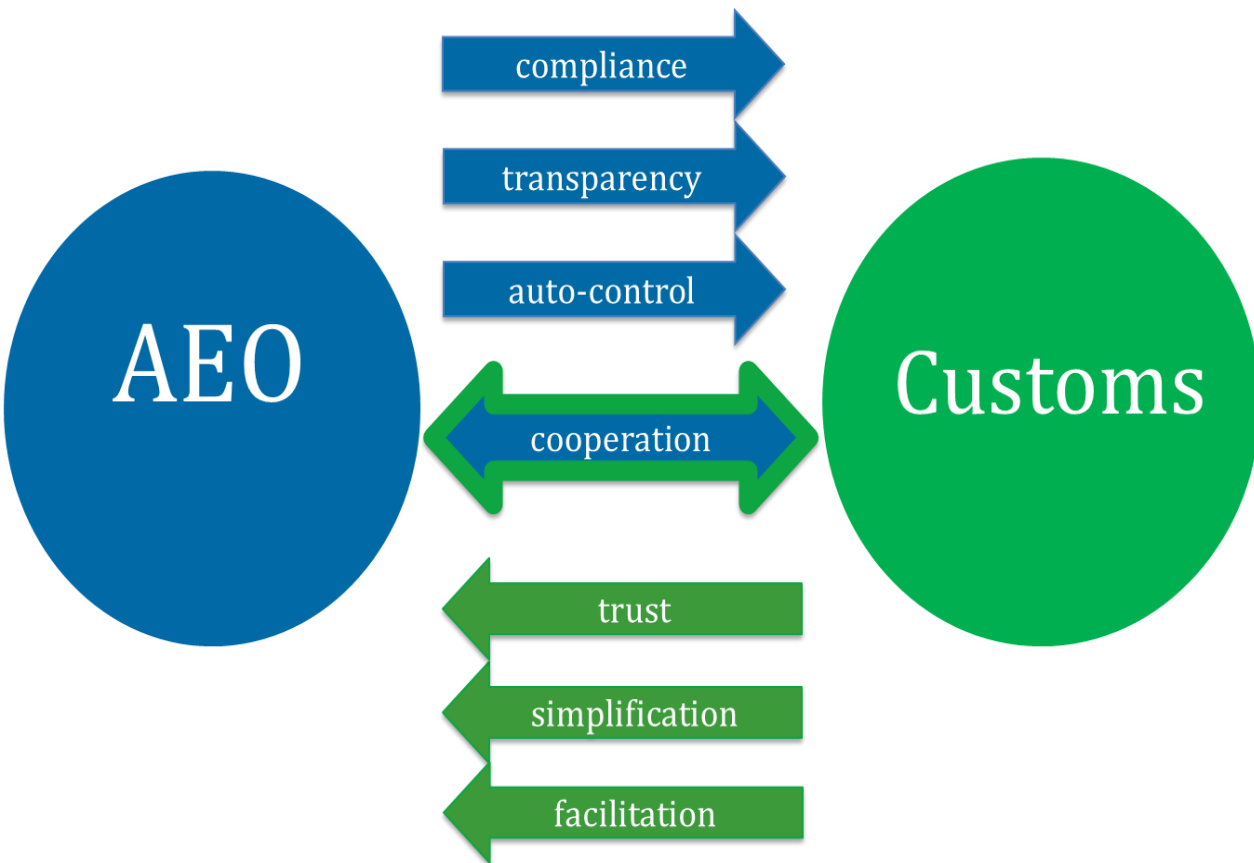 compliance
transparency
auto-control
AEO
Customs
cooperation
trust
simplification
facilitation